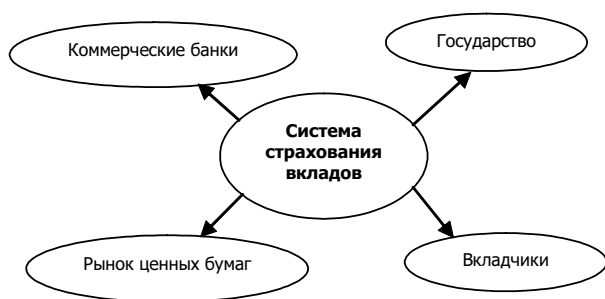 Коммерческие банки
Государство
Система
страхования
вкладов
Рынок ценных бумаг
Вкладчики